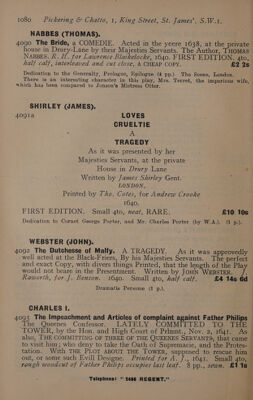 1080 Pickering & Chatto, 1, King Street, St. James'. S.W.1.
NABBES (THOMAS).
4090 The Bride, a COMEDIE. Acted in the yeere 1638, at the private
house in Drury-Lane by their Majesties Servants. The Author, THOMAS
NABBES. R. H. for Lawrence Blaikelocke, 1640. FIRST EDITION. 4to,
half calf, interleaved and cut close, A CHEAP COPY. £2 2s
Dedication to the Generality, Prologue, Epilogue (4 pp.) The Scene, London.
There is an interesting character in this play, Mrs. Ferret, the imperious wife,
which has been compared to Jonson's Mistress Otter.
SHIRLEY (JAMES).
4091a LOVES
CRUELTIE
A
TRAGEDY
As it was presented by her
Majesties Servants, at the private
House in Drury Lane
Written by James Shirley Gent.
LONDON,
Printed by Tho. Cotes, for Andrew Crooke
1640.
FIRST EDITION. Small 4to, neat, RARE. £10 10s
Dedication to Cornet George Porter, and Mr. Charles Porter (by W.A.). (1 p.).
WEBSTER (JOHN).
4092 The Dutchesse of Malfy. A TRAGEDY. As it was approvedly
well acted at the Black-Friers, By his Majesties Servants. The perfect
and exact Copy, with divers things Printed, that the length of the Play
would not beare in the Presentment. Written by JOHN WEBSTER.
Raworth, for J. Benson. 1640. Small 4to, half calf. £4 14s 6d
Dramatis Personæ (1 p.).
CHARLES I.
4093 The Impeachment and Articles of complaint against Father Philips
The Queenes Confessor. LATELY COMMITTED TO THE
TOWER, by the Hon. and High Court of Prlmnt., Nov. 2, 1641. As
also, THE COMMITTING OF THREE OF THE QUEENES SERVANTS, that came
to visit him; who deny to take the Oath of Supremacie, and the Protes-
tation. With THE PLOT ABOUT THE TOWER, supposed to rescue him
out, or some such Evill Designe. Printed for A. J., 1641. Small 4to,
rough woodcut of Father Philips occupies last leaf. 8 pp., sewn. £1 1s
Telephone: "1466 REGENT."